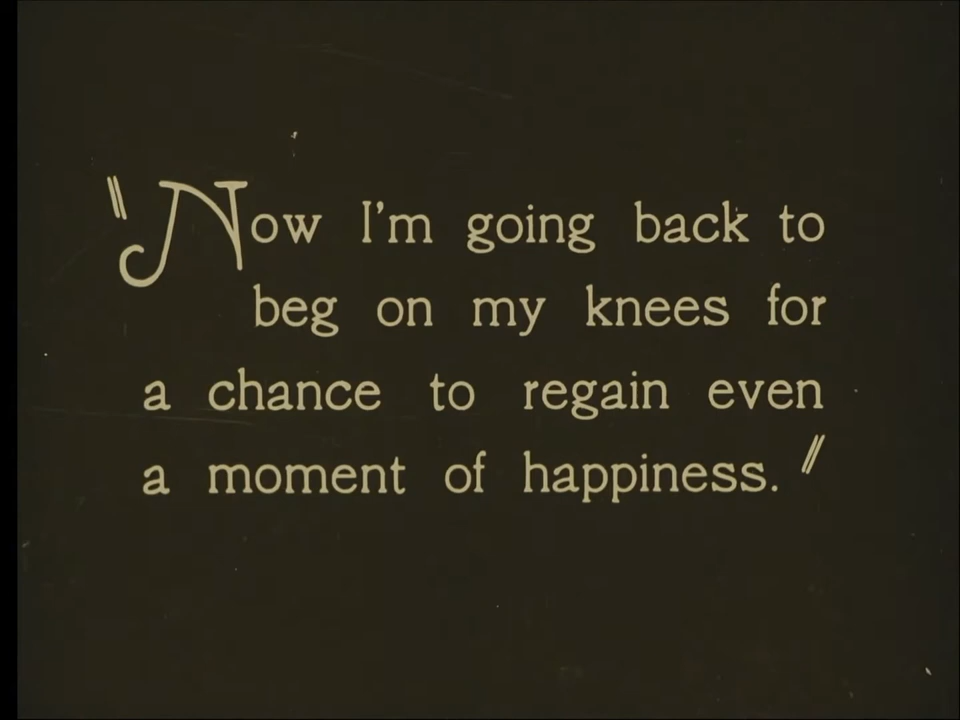 "Now I'm going back to
beg on my knees for
a chance to regain even
a moment of happiness."